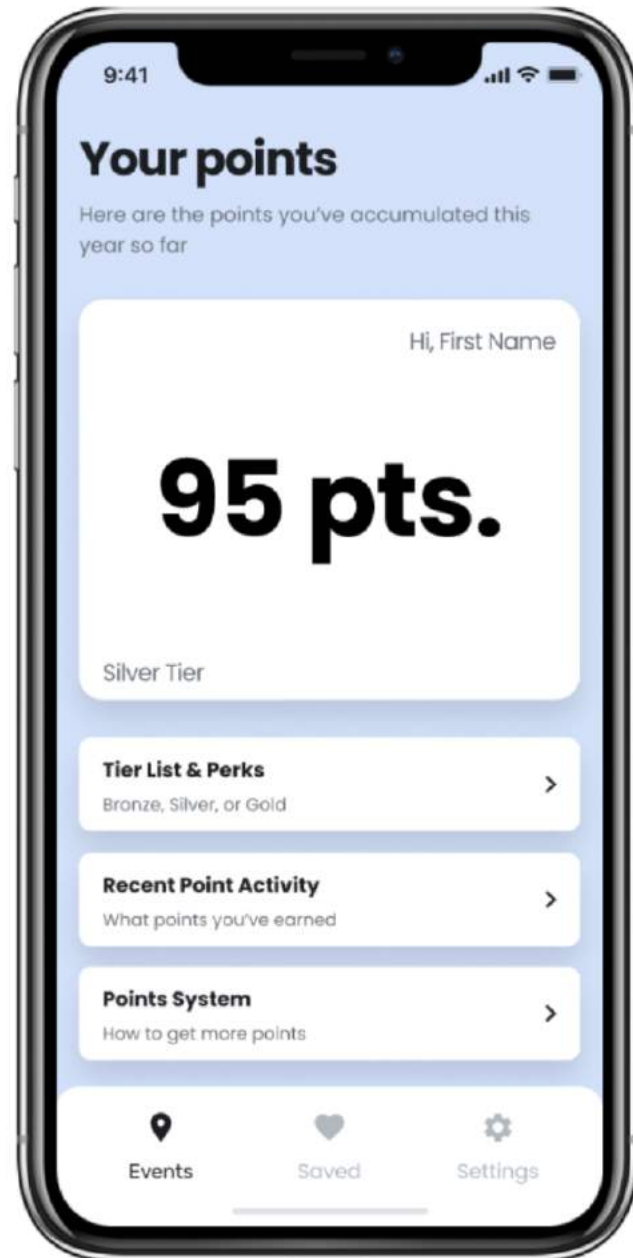 9:41
Your points
Here are the points you've accumulated this
year so far
Hi, First Name
95 pts.
Silver Tier
Tier List & Perks
Bronze, Silver, or Gold
Recent Point Activity
What points you've earned
Points System
How to get more points
Events
Saved
Settings